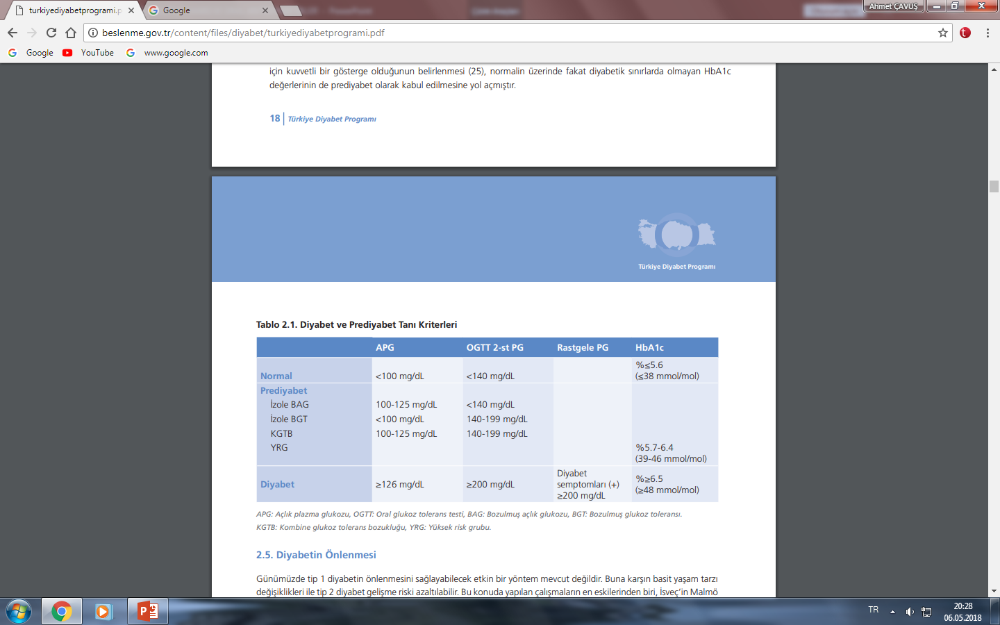 turkiyediyabetprogrami.p
Google
Ahmet ÇAVUŞ
beslenme.gov.tr/content/files/diyabet/turkiyediyabetprogrami.pdf
Google YouTube www.google.com
için kuvvetli bir gösterge olduğunun belirlenmesi (25), normalin üzerinde fakat diyabetik sınırlarda olmayan HbA1c
değerlerinin de prediyabet olarak kabul edilmesine yol açmıştır.
18 | Türkiye Diyabet Programı
Türkiye Diyabet Programı
Tablo 2.1. Diyabet ve Prediyabet Tanı Kriterleri
APG OGTT 2-st PG Rastgele PG HbA1c
%≤5.6
Normal <100 mg/dL <140 mg/dL (≤38 mmol/mol)
Prediyabet
İzole BAG 100-125 mg/dL <140 mg/dL
İzole BGT <100 mg/dL 140-199 mg/dL
KGTB 100-125 mg/dL 140-199 mg/dL
YRG %5.7-6.4
(39-46 mmol/mol)
Diyabet ≥126 mg/dL ≥200 mg/dL
Diyabet
semptomları (+)
≥200 mg/dL
%≥6.5
(≥48 mmol/mol)
APG: Açlık plazma glukozu, OGTT: Oral glukoz tolerans testi, BAG: Bozulmuş açlık glukozu, BGT: Bozulmuş glukoz toleransı.
KGTB: Kombine glukoz tolerans bozukluğu, YRG: Yüksek risk grubu.
2.5. Diyabetin Önlenmesi
Günümüzde tip 1 diyabetin önlenmesini sağlayabilecek etkin bir yöntem mevcut değildir. Buna karşın basit yaşam tarzı
değişiklikleri ile tip 2 diyabet gelişme riski azaltılabilir. Bu konuda yapılan çalışmaların en eskilerinden biri, İsveç'in Malmö
TR
20:28
06.05.2018